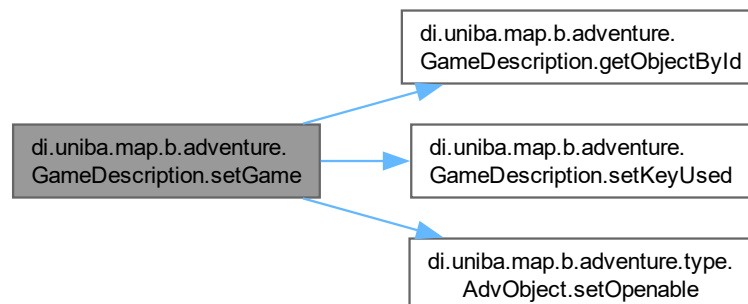 di.uniba.map.b.adventure.
GameDescription.setGame
di.uniba.map.b.adventure.
GameDescription.getObjectById
di.uniba.map.b.adventure.
GameDescription.setKeyUsed
di.uniba.map.b.adventure.type.
AdvObject.setOpenable